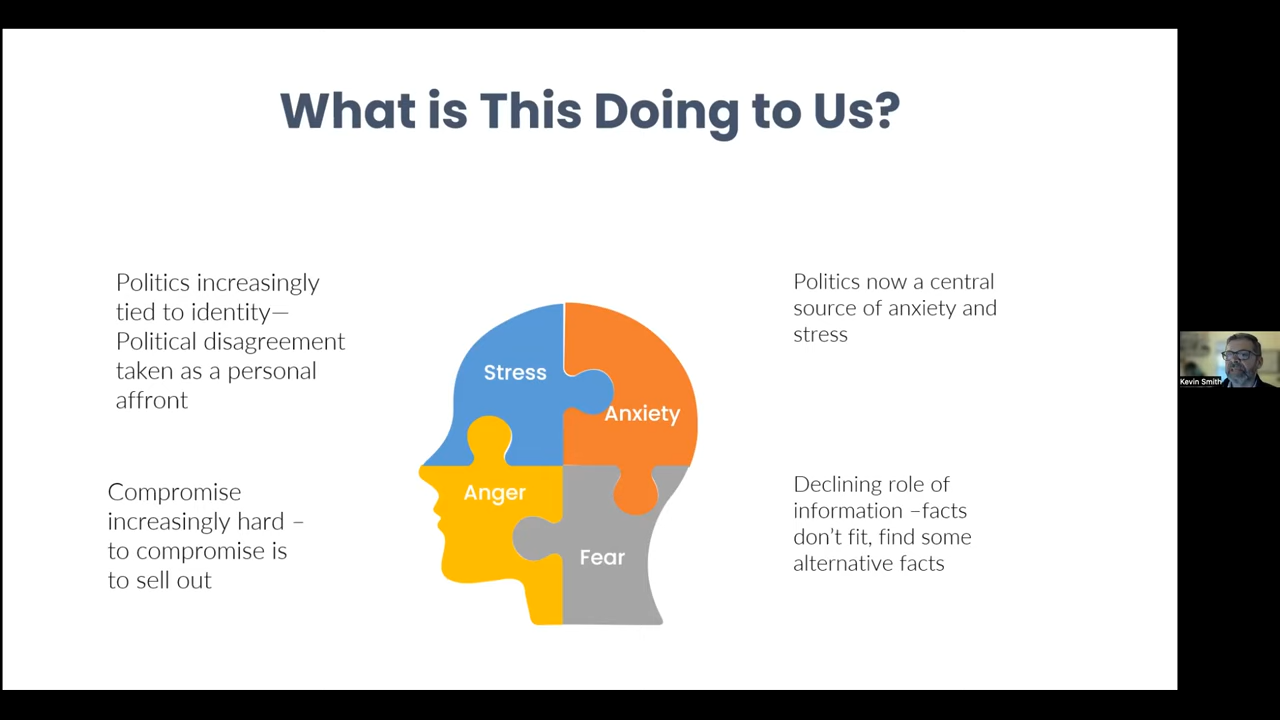 What is This Doing to Us?
Politics increasingly
tied to identity—
Political disagreement
taken as a personal
affront
Compromise
increasingly hard –
to compromise is
to sell out
Stress
Anxiety
Anger
Fear
Politics now a central
source of anxiety and
stress
Declining role of
information –facts
don’t fit, find some
alternative facts
Kevin Smith